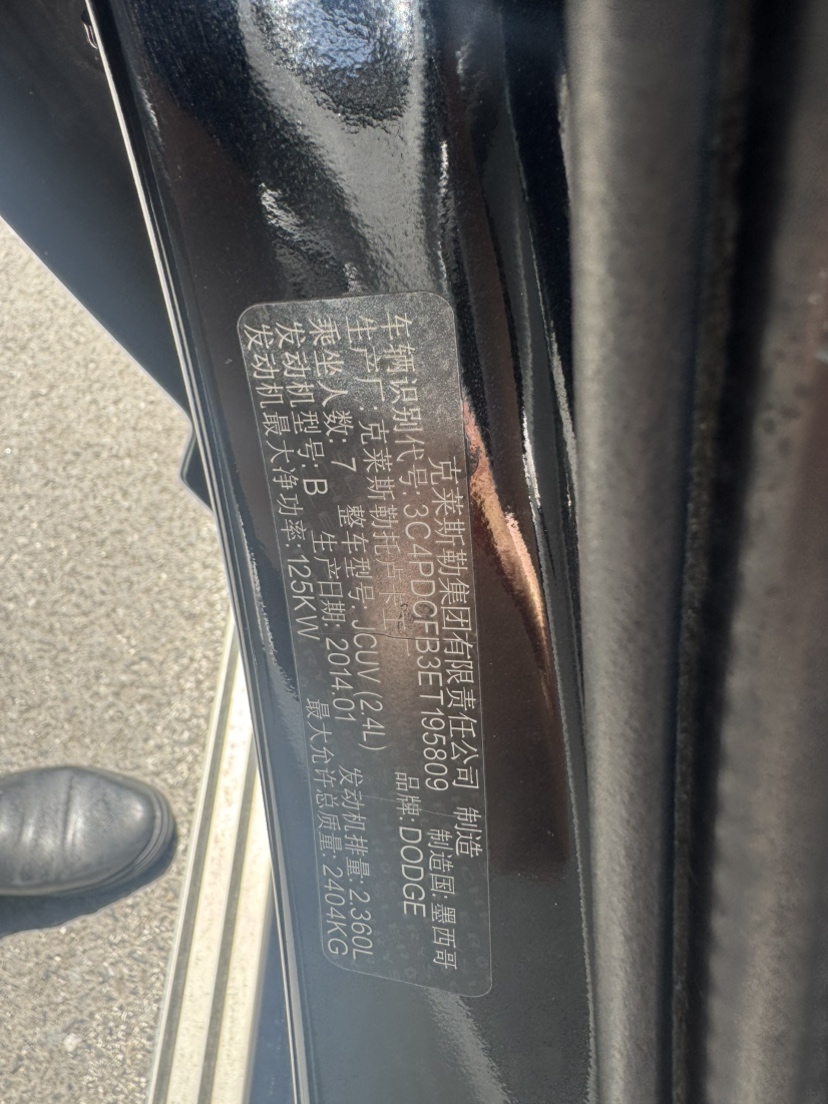 克莱斯勒集团有限责任公司 制造
车辆识别代号: 3C4PDCFB3ET195809 制造国: 墨西哥
生产厂: 克莱斯勒托卢卡 品牌: DODGE
乘坐人数: 7 整车型号: JCUV (2.4L)
发动机型号: B 生产日期: 2014.01 发动机排量: 2.360L
发动机最大净功率: 125KW 最大允许总质量: 2404KG